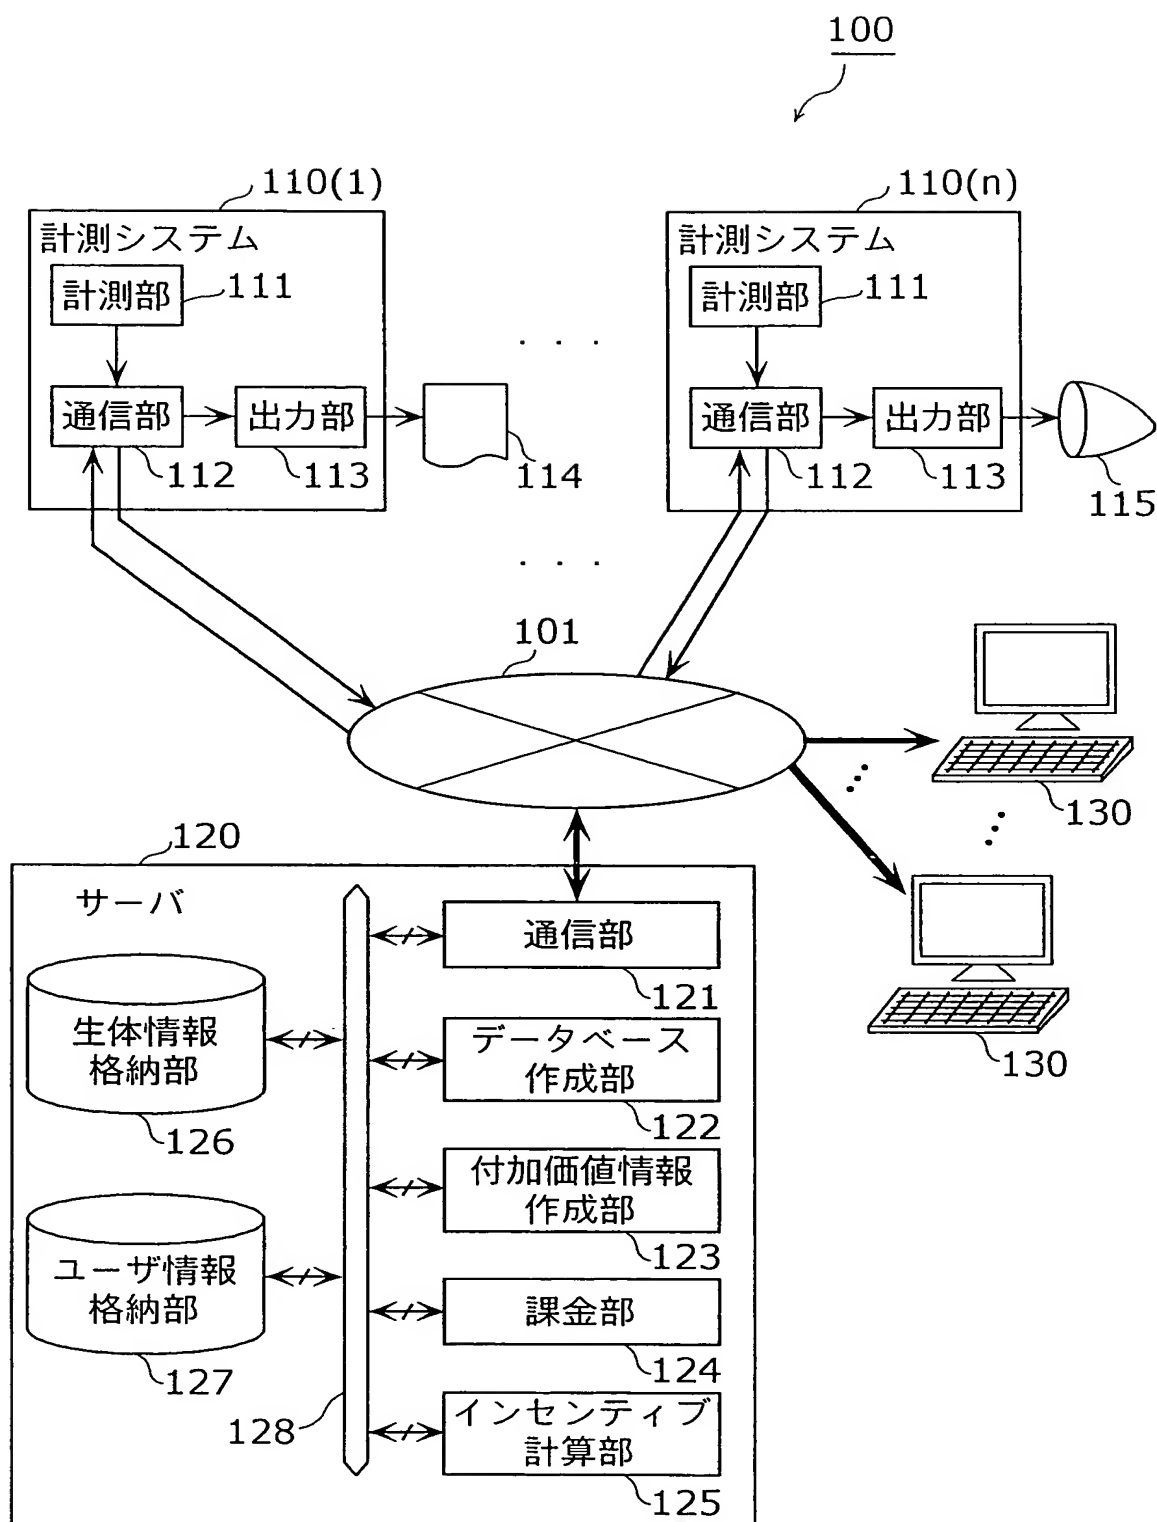 100
110(1)
計測システム
計測部
111
通信部
出力部
112
113
114
110(n)
計測システム
計測部
111
通信部
出力部
112
113
115
. . .
. . .
101
130
130
120
サーバ
通信部
121
データベース
作成部
122
付加価値情報
作成部
123
課金部
124
インセンティブ
計算部
125
生体情報
格納部
126
ユーザ情報
格納部
127
128